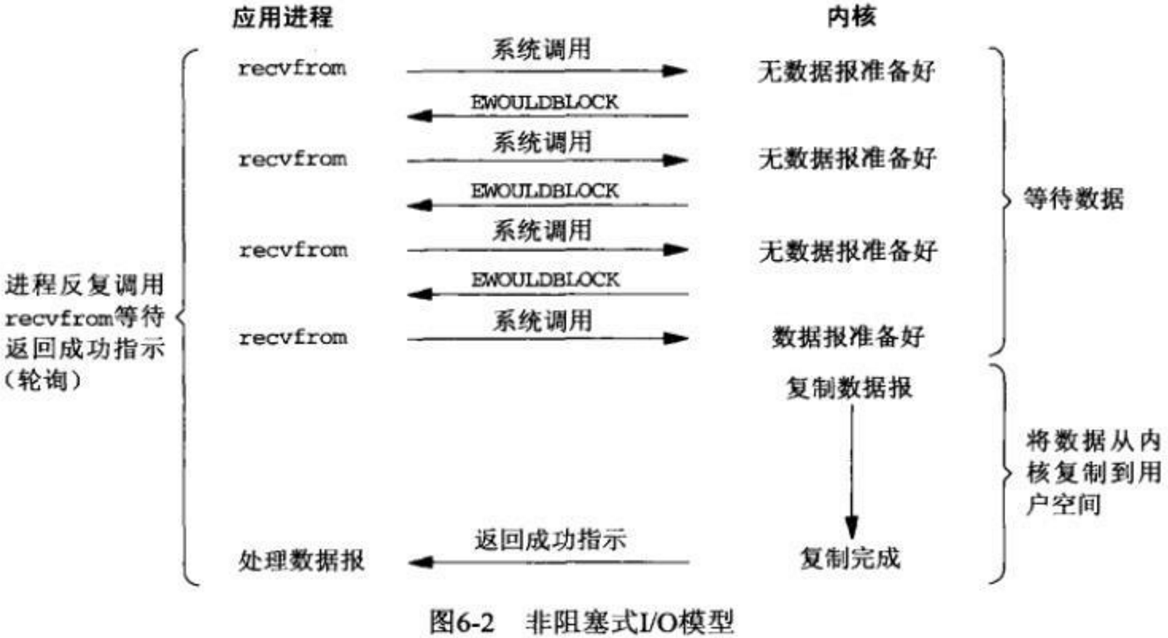 应用进程 内核
系统调用
recvfrom 无数据报准备好
EWOULDBLOCK
系统调用
recvfrom 无数据报准备好
EWOULDBLOCK
等待数据
系统调用
recvfrom 无数据报准备好
EWOULDBLOCK
进程反复调用
recvfrom等待
返回成功指示
(轮询)
系统调用
recvfrom 数据报准备好
复制数据报
将数据从内
核复制到用
户空间
返回成功指示
处理数据报 复制完成
图6-2 非阻塞式I/O模型